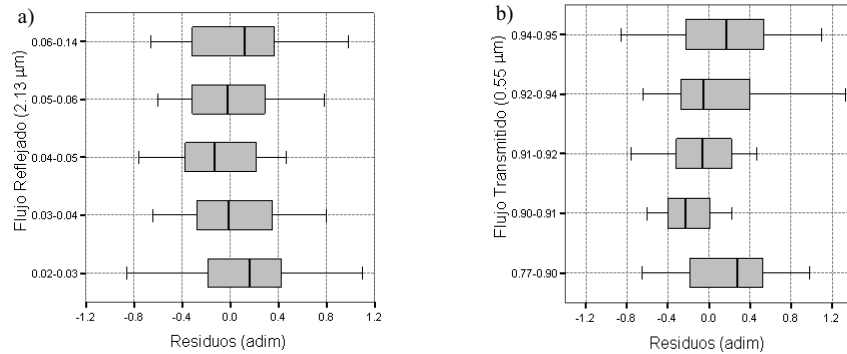 a)
Flujo Reflejado (2.13 µm)
0.06-0.14
0.05-0.06
0.04-0.05
0.03-0.04
0.02-0.03
-1.2 -0.8 -0.4 0.0 0.4 0.8 1.2
Residuos (adim)
b)
Flujo Transmitido (0.55 µm)
0.94-0.95
0.92-0.94
0.91-0.92
0.90-0.91
0.77-0.90
-1.2 -0.8 -0.4 0.0 0.4 0.8 1.2
Residuos (adim)